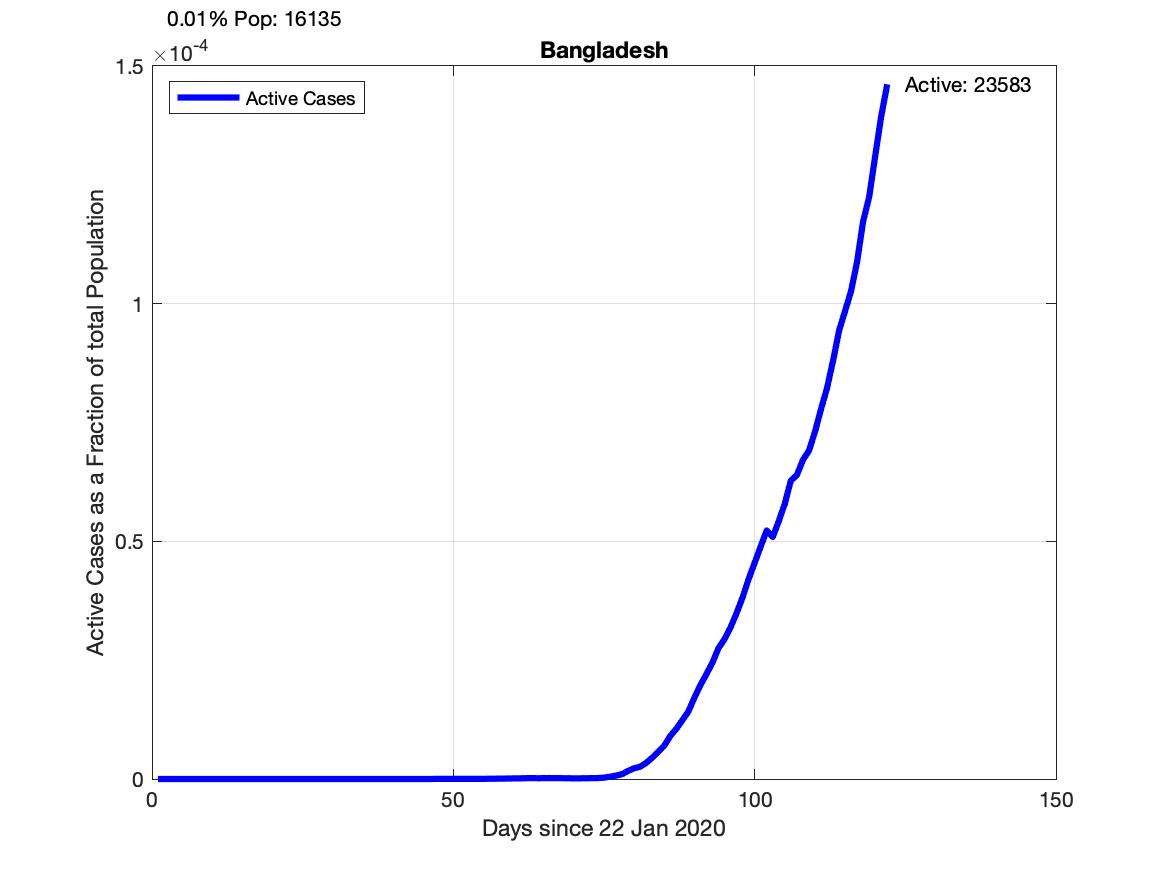 0.01% Pop: 16135
×10-4
Bangladesh
1.5
Active Cases
Active: 23583
Active Cases as a Fraction of total Population
1
0.5
0
0
50
100
150
Days since 22 Jan 2020